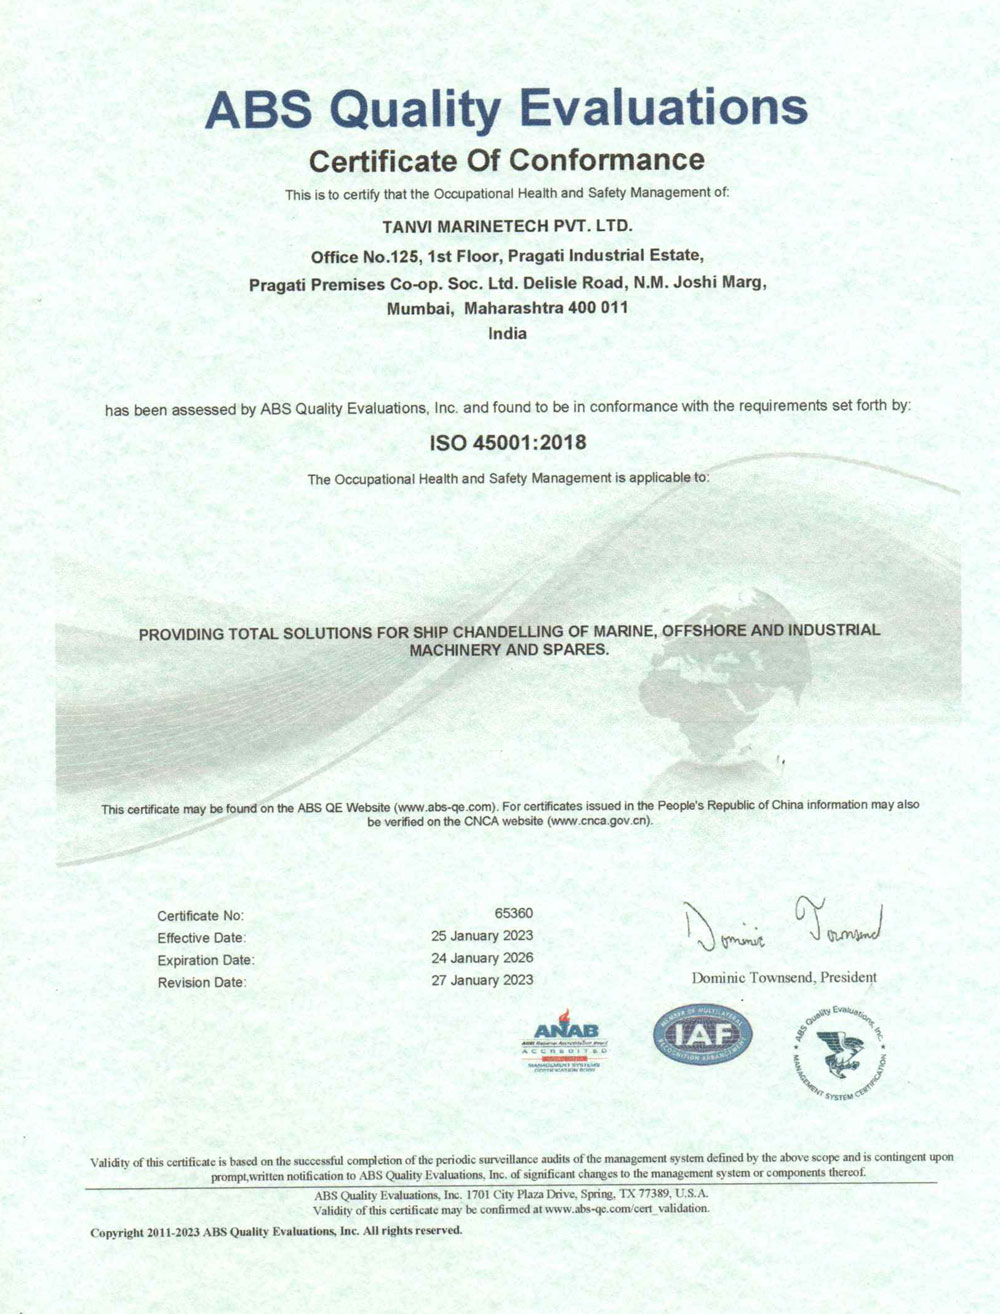 ABS Quality Evaluations
Certificate Of Conformance
This is to certify that the Occupational Health and Safety Management of:
TANVI MARINETECH PVT. LTD.
Office No.125, 1st Floor, Pragati Industrial Estate,
Pragati Premises Co-op. Soc. Ltd. Delisle Road, N.M. Joshi Marg,
Mumbai, Maharashtra 400 011
India
has been assessed by ABS Quality Evaluations, Inc. and found to be in conformance with the requirements set forth by:
ISO 45001:2018
The Occupational Health and Safety Management is applicable to:
PROVIDING TOTAL SOLUTIONS FOR SHIP CHANDELLING OF MARINE, OFFSHORE AND INDUSTRIAL
MACHINERY AND SPARES.
This certificate may be found on the ABS QE Website (www.abs-qe.com). For certificates issued in the People's Republic of China information may also
be verified on the CNCA website (www.cnca.gov.cn).
Certificate No: 65360
Effective Date: 25 January 2023
Expiration Date: 24 January 2026
Revision Date: 27 January 2023
Dominic Townsend
Dominic Townsend, President
ANAB
ANSI National Accreditation Board
ACCREDITED
MANAGEMENT SYSTEMS
CERTIFICATION BODY
MEMBER OF MULTILATERAL
IAF
RECOGNITION ARRANGEMENT
ABS Quality Evaluations, Inc.
MANAGEMENT SYSTEM CERTIFICATION
Validity of this certificate is based on the successful completion of the periodic surveillance audits of the management system defined by the above scope and is contingent upon
prompt,written notification to ABS Quality Evaluations, Inc. of significant changes to the management system or components thereof.
ABS Quality Evaluations, Inc. 1701 City Plaza Drive, Spring, TX 77389, U.S.A.
Validity of this certificate may be confirmed at www.abs-qe.com/cert_validation.
Copyright 2011-2023 ABS Quality Evaluations, Inc. All rights reserved.